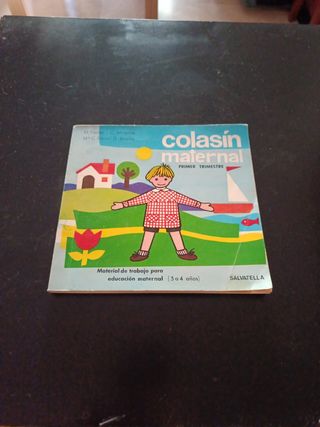 colasín
maternal
PRIMER TRIMESTRE
Material de trabajo para
educación maternal (3 a 4 años)
SALVATELLA